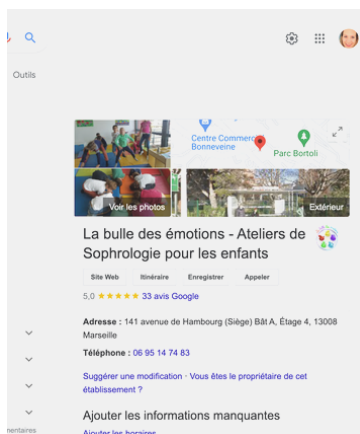 Outils
Centre Commercial
Bonneveine
Parc Bortoli
Voir les photos
Extérieur
La bulle des émotions - Ateliers de
Sophrologie pour les enfants
Site Web
Itinéraire
Enregistrer
Appeler
5,0 ★★★★★ 33 avis Google
Adresse : 141 avenue de Hambourg (Siège) Bât A, Étage 4, 13008
Marseille
Téléphone : 06 95 14 74 83
Suggérer une modification · Vous êtes le propriétaire de cet
établissement ?
Ajouter les informations manquantes
Ajouter les horaires